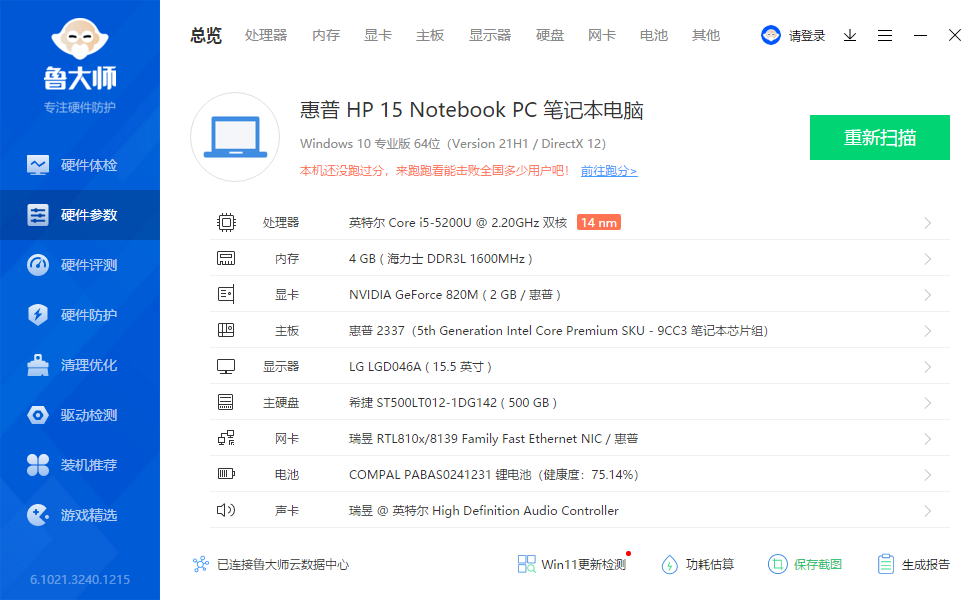 鲁大师
专注硬件防护
硬件体检
硬件参数
硬件评测
硬件防护
清理优化
驱动检测
装机推荐
游戏精选
6.1021.3240.1215
总览 处理器 内存 显卡 主板 显示器 硬盘 网卡 电池 其他 请登录
惠普 HP 15 Notebook PC 笔记本电脑
Windows 10 专业版 64位（Version 21H1 / DirectX 12）
本机还没跑过分，来跑跑看能击败全国多少用户吧！ 前往跑分>
重新扫描
处理器 英特尔 Core i5-5200U @ 2.20GHz 双核 14 nm
内存 4 GB ( 海力士 DDR3L 1600MHz )
显卡 NVIDIA GeForce 820M ( 2 GB / 惠普 )
主板 惠普 2337（5th Generation Intel Core Premium SKU - 9CC3 笔记本芯片组）
显示器 LG LGD046A ( 15.5 英寸 )
主硬盘 希捷 ST500LT012-1DG142 ( 500 GB )
网卡 瑞昱 RTL810x/8139 Family Fast Ethernet NIC / 惠普
电池 COMPAL PABAS0241231 锂电池（健康度：75.14%）
声卡 瑞昱 @ 英特尔 High Definition Audio Controller
已连接鲁大师云数据中心 Win11更新检测 功耗估算 保存截图 生成报告